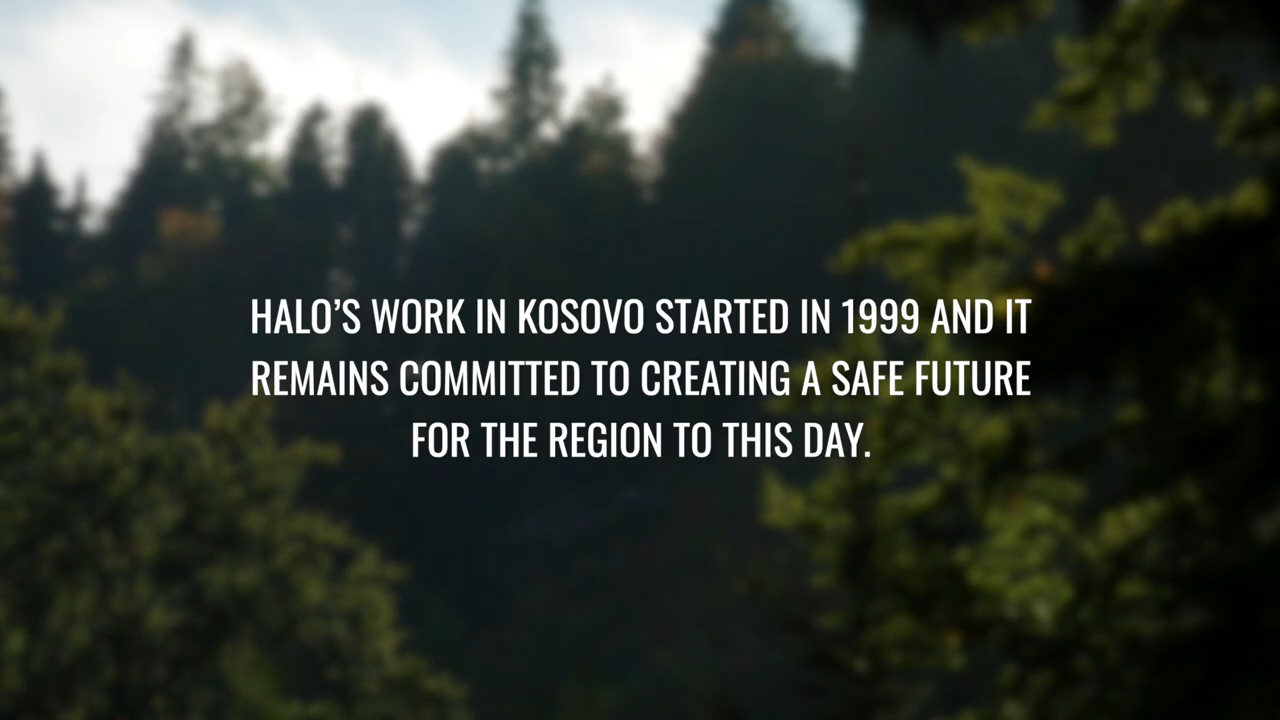 HALO’S WORK IN KOSOVO STARTED IN 1999 AND IT
REMAINS COMMITTED TO CREATING A SAFE FUTURE
FOR THE REGION TO THIS DAY.